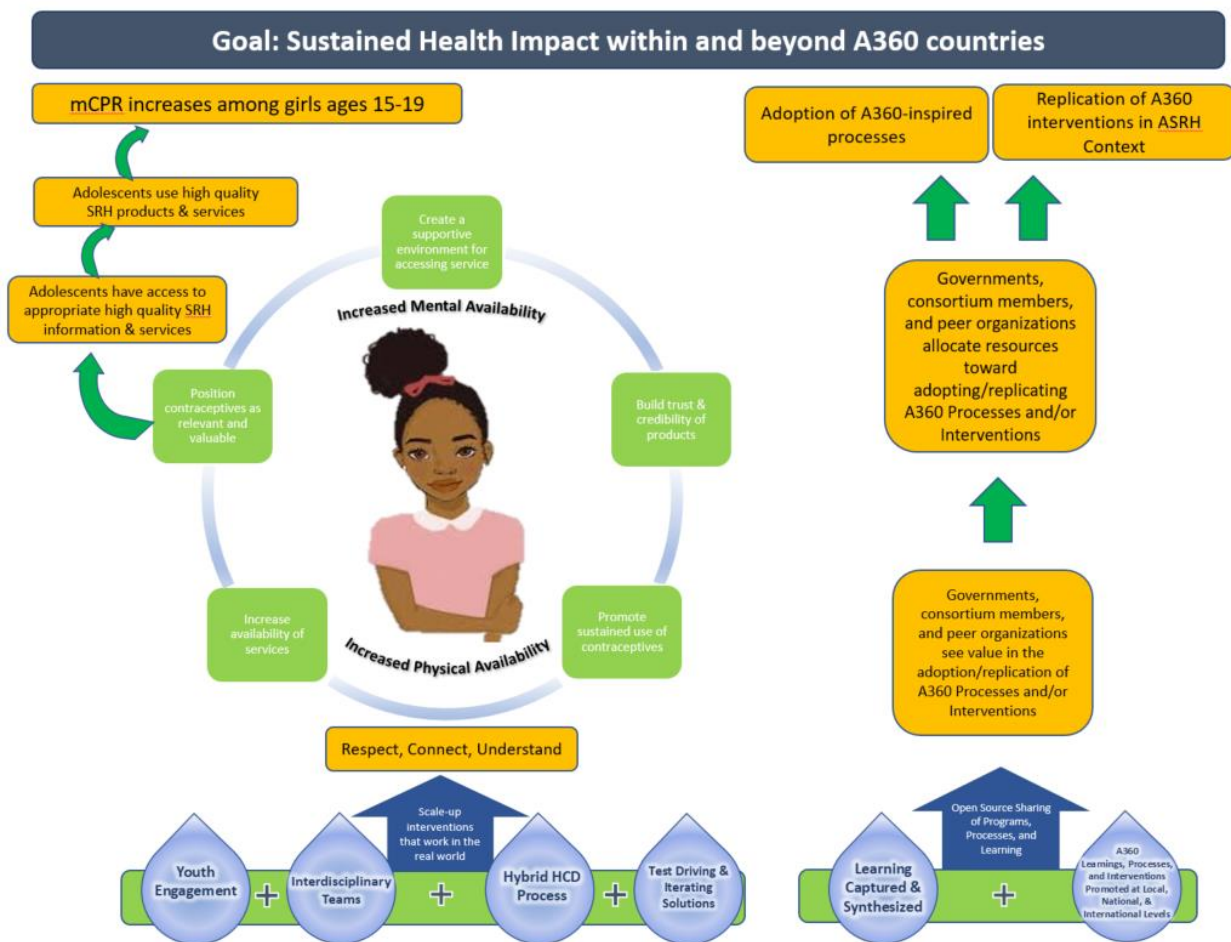 Goal: Sustained Health Impact within and beyond A360 countries
mCPR increases among girls ages 15-19
Adolescents use high quality
SRH products & services
Adolescents have access to
appropriate high quality SRH
information & services
Create a
supportive
environment for
accessing service
Increased Mental Availability
Position
contraceptives as
relevant and
valuable
Build trust &
credibility of
products
Increase
availability of
services
Promote
sustained use of
contraceptives
Increased Physical Availability
Respect, Connect, Understand
Scale-up
interventions
that work in the
real world
Youth
Engagement
+
Interdisciplinary
Teams
+
Hybrid HCD
Process
+
Test Driving &
Iterating
Solutions
Adoption of A360-inspired
processes
Replication of A360
interventions in ASRH
Context
Governments,
consortium members,
and peer organizations
allocate resources
toward
adopting/replicating
A360 Processes and/or
Interventions
Governments,
consortium members,
and peer organizations
see value in the
adoption/replication of
A360 Processes and/or
Interventions
Open Source Sharing
of Programs,
Processes, and
Learning
Learning
Captured &
Synthesized
+
A360
Learnings, Processes,
and Interventions
Promoted at Local,
National, &
International Levels